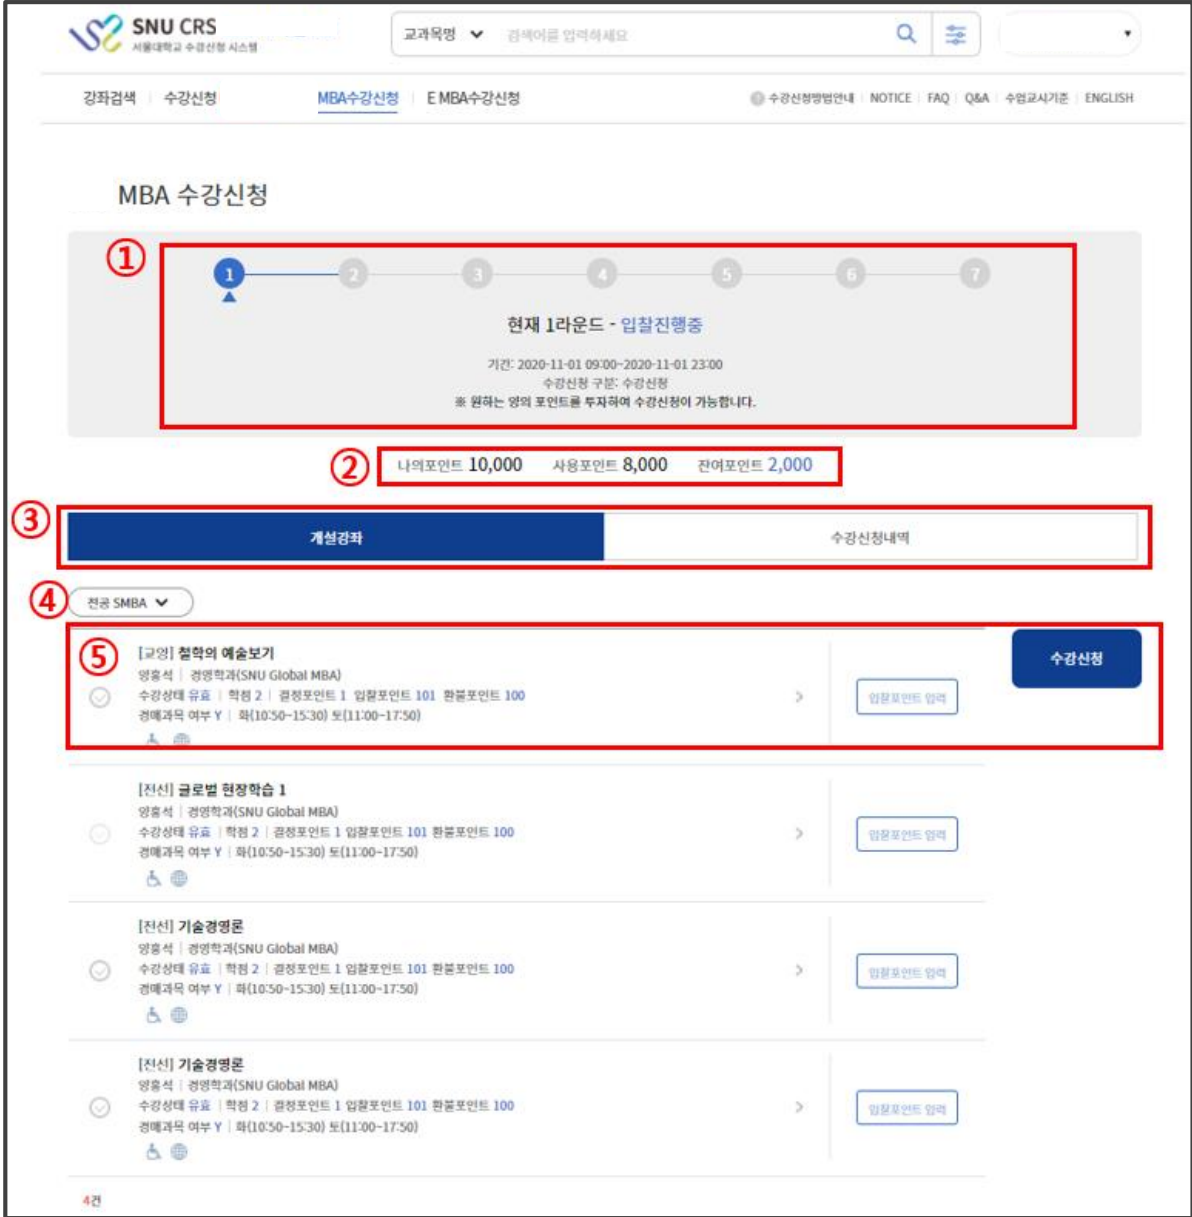 SNU CRS
서울대학교 수강신청 시스템
교과목명
검색어를 입력하세요
강좌검색 수강신청 MBA수강신청 E MBA수강신청
수강신청방법안내 NOTICE FAQ Q&A 수업교시기준 ENGLISH
MBA 수강신청
①
1 2 3 4 5 6 7
현재 1라운드 - 입찰진행중
기간: 2020-11-01 09:00~2020-11-01 23:00
수강신청 구분: 수강신청
※ 원하는 양의 포인트를 투자하여 수강신청이 가능합니다.
②
나의포인트 10,000 사용포인트 8,000 잔여포인트 2,000
③
개설강좌 수강신청내역
④
전공 SMBA
⑤
[교양] 철학의 예술보기
양홍석 | 경영학과(SNU Global MBA)
수강상태 유효 | 학점 2 | 결정포인트 1 입찰포인트 101 환불포인트 100
경매과목 여부 Y | 화(10:50~15:30) 토(11:00~17:50)
입찰포인트 입력
수강신청
[전선] 글로벌 현장학습 1
양홍석 | 경영학과(SNU Global MBA)
수강상태 유효 | 학점 2 | 결정포인트 1 입찰포인트 101 환불포인트 100
경매과목 여부 Y | 화(10:50~15:30) 토(11:00~17:50)
입찰포인트 입력
[전선] 기술경영론
양홍석 | 경영학과(SNU Global MBA)
수강상태 유효 | 학점 2 | 결정포인트 1 입찰포인트 101 환불포인트 100
경매과목 여부 Y | 화(10:50~15:30) 토(11:00~17:50)
입찰포인트 입력
[전선] 기술경영론
양홍석 | 경영학과(SNU Global MBA)
수강상태 유효 | 학점 2 | 결정포인트 1 입찰포인트 101 환불포인트 100
경매과목 여부 Y | 화(10:50~15:30) 토(11:00~17:50)
입찰포인트 입력
4건